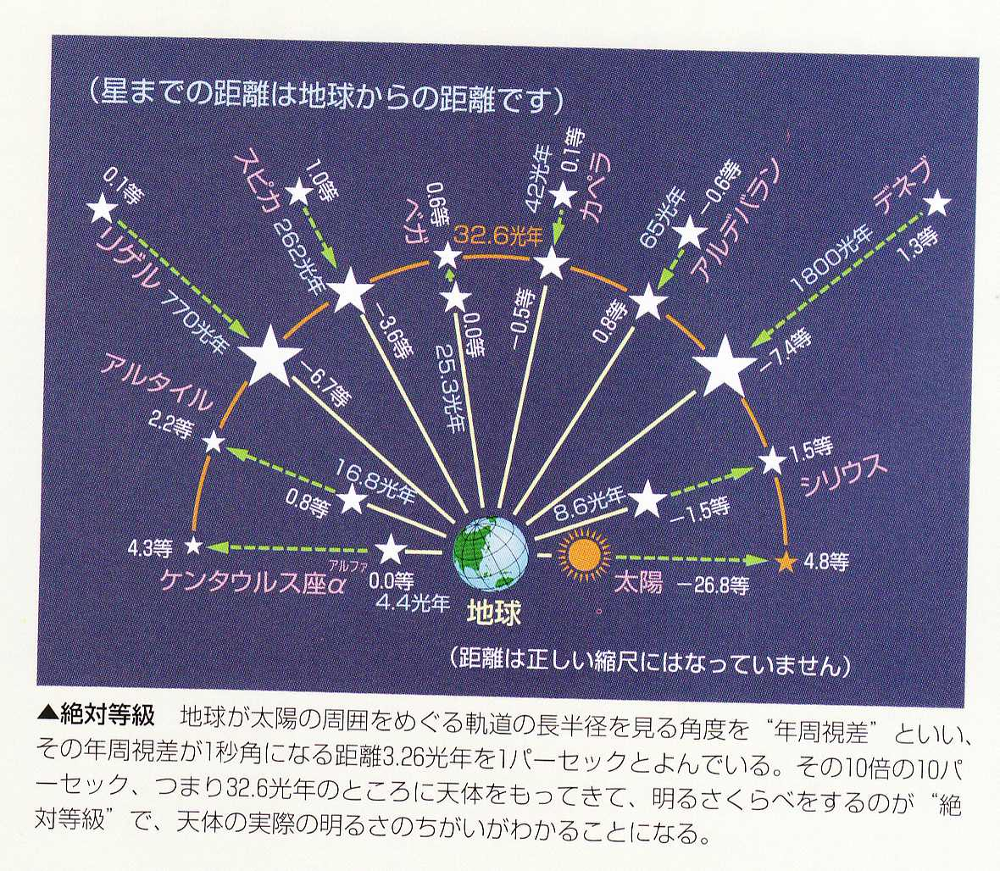 (星までの距離は地球からの距離です)
0.1等
リゲル
770光年
-6.7等
スピカ
1.0等
262光年
-3.6等
ベガ
0.6等
0.0等
25.3光年
32.6光年
カペラ
42光年
0.1等
-0.5等
アルデバラン
65光年
-0.6等
0.8等
デネブ
1.3等
1800光年
-7.4等
アルタイル
2.2等
16.8光年
0.8等
シリウス
1.5等
8.6光年
-1.5等
4.3等
アルファ
ケンタウルス座α
0.0等
4.4光年
地球
太陽
-26.8等
4.8等
(距離は正しい縮尺にはなっていません)
▲絶対等級 地球が太陽の周囲をめぐる軌道の長半径を見る角度を“年周視差”といい、
その年周視差が1秒角になる距離3.26光年を1パーセックとよんでいる。その10倍の10パ
ーセック、つまり32.6光年のところに天体をもってきて、明るさくらべをするのが“絶
対等級”で、天体の実際の明るさのちがいがわかることになる。